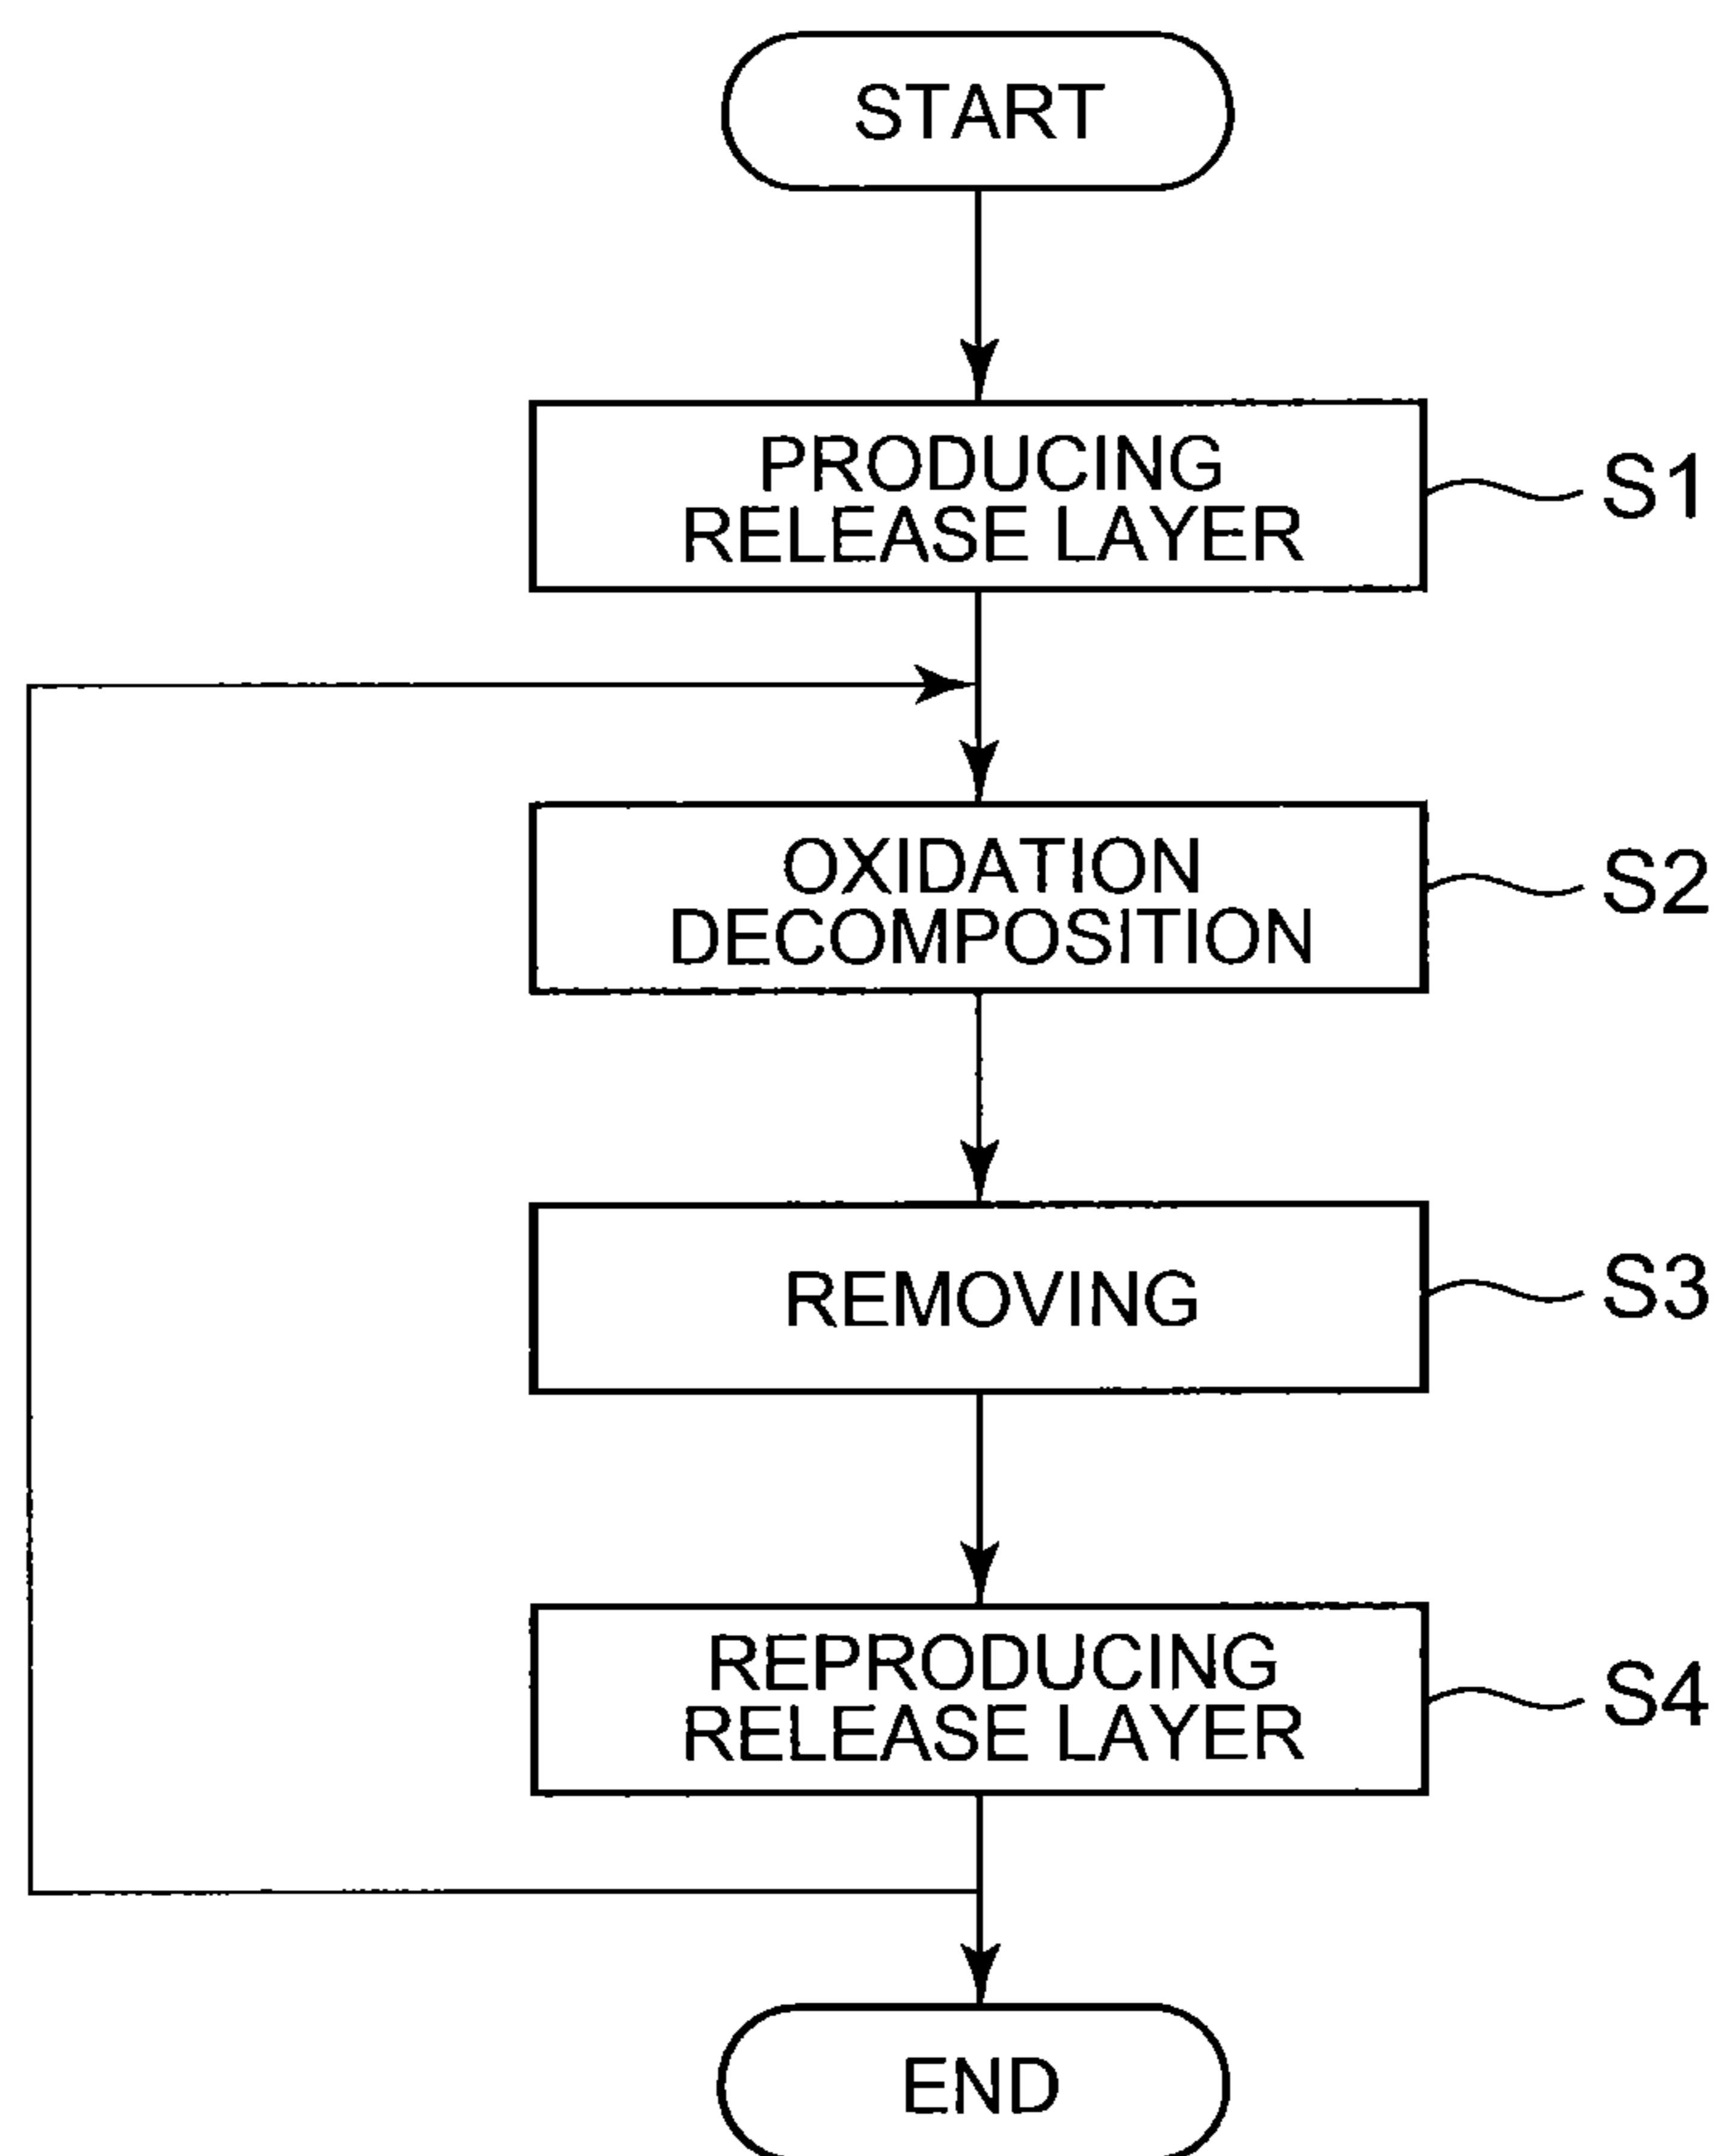 START
PRODUCING
RELEASE LAYER
S1
OXIDATION
DECOMPOSITION
S2
REMOVING
S3
REPRODUCING
RELEASE LAYER
S4
END